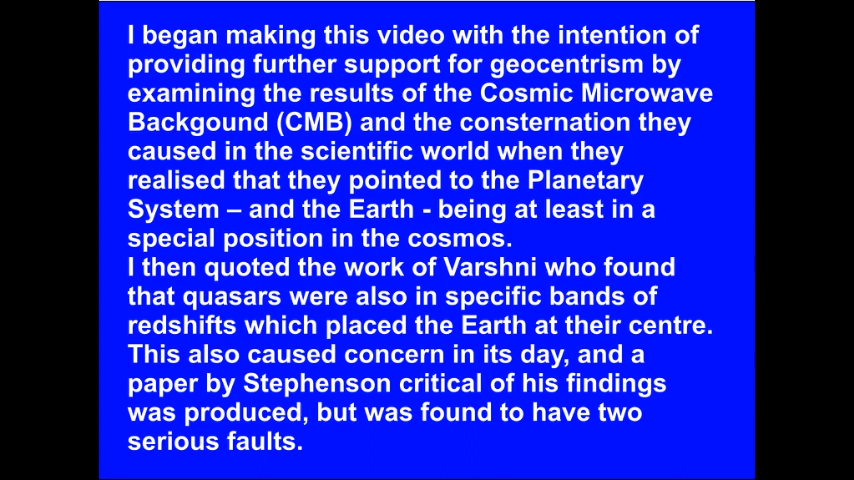 I began making this video with the intention of
providing further support for geocentrism by
examining the results of the Cosmic Microwave
Backgound (CMB) and the consternation they
caused in the scientific world when they
realised that they pointed to the Planetary
System – and the Earth - being at least in a
special position in the cosmos.
I then quoted the work of Varshni who found
that quasars were also in specific bands of
redshifts which placed the Earth at their centre.
This also caused concern in its day, and a
paper by Stephenson critical of his findings
was produced, but was found to have two
serious faults.